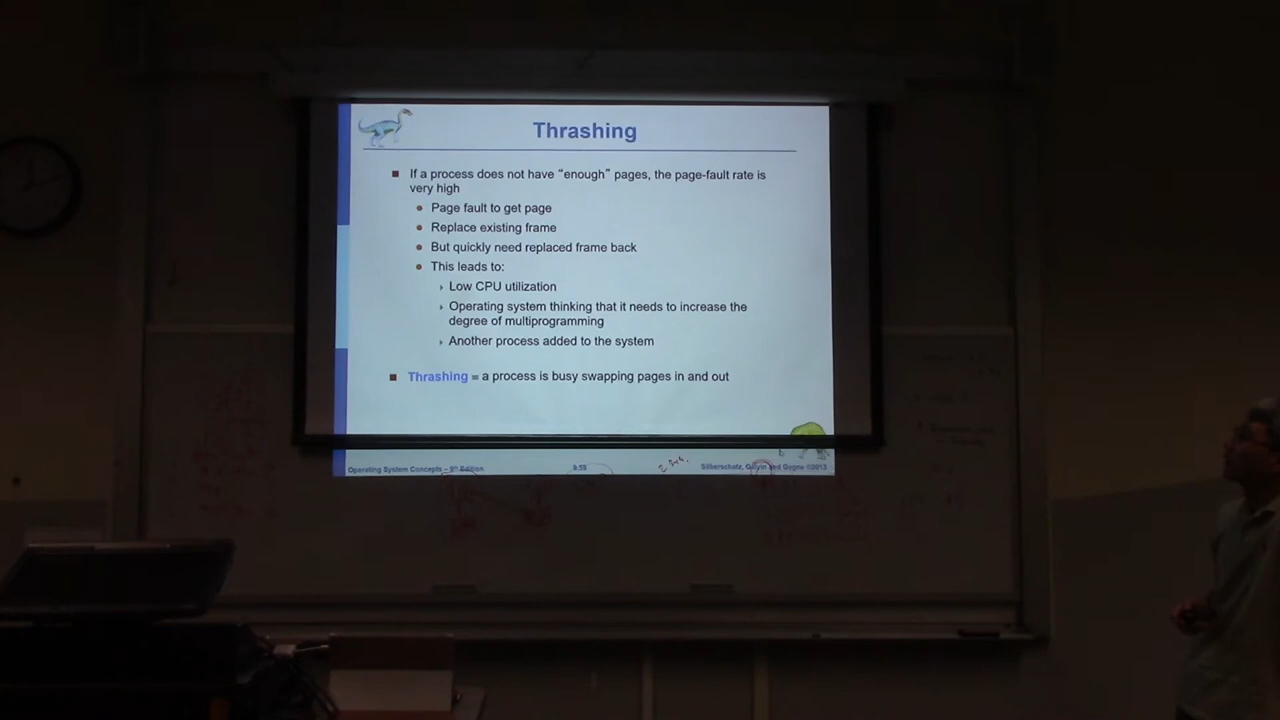 Thrashing
If a process does not have “enough” pages, the page-fault rate is
very high
Page fault to get page
Replace existing frame
But quickly need replaced frame back
This leads to:
Low CPU utilization
Operating system thinking that it needs to increase the
degree of multiprogramming
Another process added to the system
Thrashing = a process is busy swapping pages in and out
Operating System Concepts – 9th Edition
9.59
Silberschatz, Galvin and Gagne ©2013